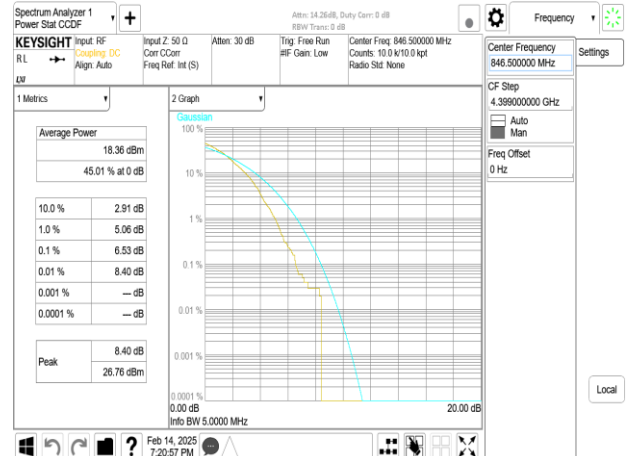 Spectrum Analyzer 1
Power Stat CCDF
Attn: 14.26dB, Duty Corr: 0 dB
RBW Trans: 0 dB
Frequency
KEYSIGHT
RL
LXI
Input: RF
Coupling: DC
Align: Auto
Input Z: 50 Ω
Corr CCorr
Freq Ref: Int (S)
Atten: 30 dB
Trig: Free Run
#IF Gain: Low
Center Freq: 846.500000 MHz
Counts: 10.0 k/10.0 kpt
Radio Std: None
Center Frequency
846.500000 MHz
Settings
CF Step
4.399000000 GHz
Auto
Man
Freq Offset
0 Hz
1 Metrics
2 Graph
Average Power
18.36 dBm
45.01 % at 0 dB
10.0 % 2.91 dB
1.0 % 5.06 dB
0.1 % 6.53 dB
0.01 % 8.40 dB
0.001 % --- dB
0.0001 % --- dB
Peak
8.40 dB
26.76 dBm
Gaussian
100 %
10 %
1 %
0.1 %
0.01 %
0.001 %
0.0001 %
0.00 dB 20.00 dB
Info BW 5.0000 MHz
Local
Feb 14, 2025
7:20:57 PM